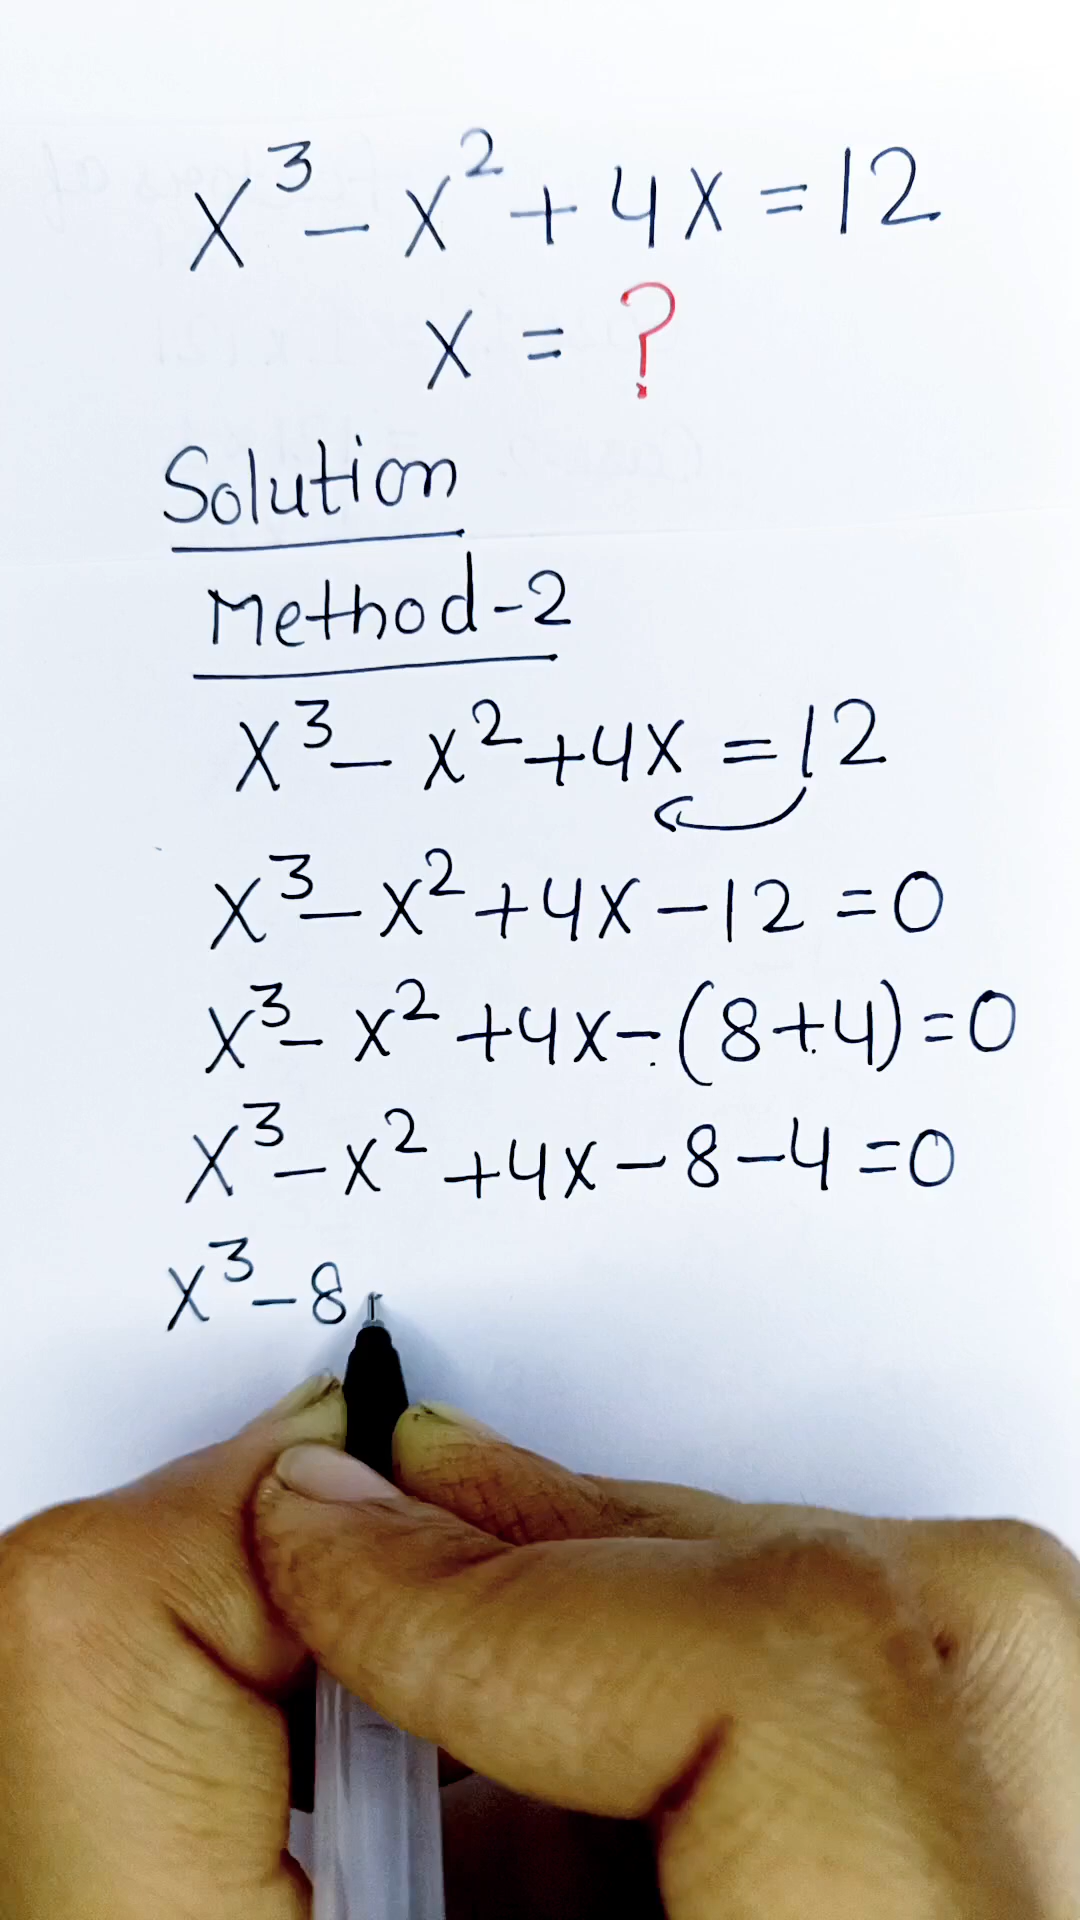 x³ - x² + 4x = 12
x = ?
Solution
Method-2
x³ - x² + 4x = 12
x³ - x² + 4x - 12 = 0
x³ - x² + 4x - (8 + 4) = 0
x³ - x² + 4x - 8 - 4 = 0
x³ - 8